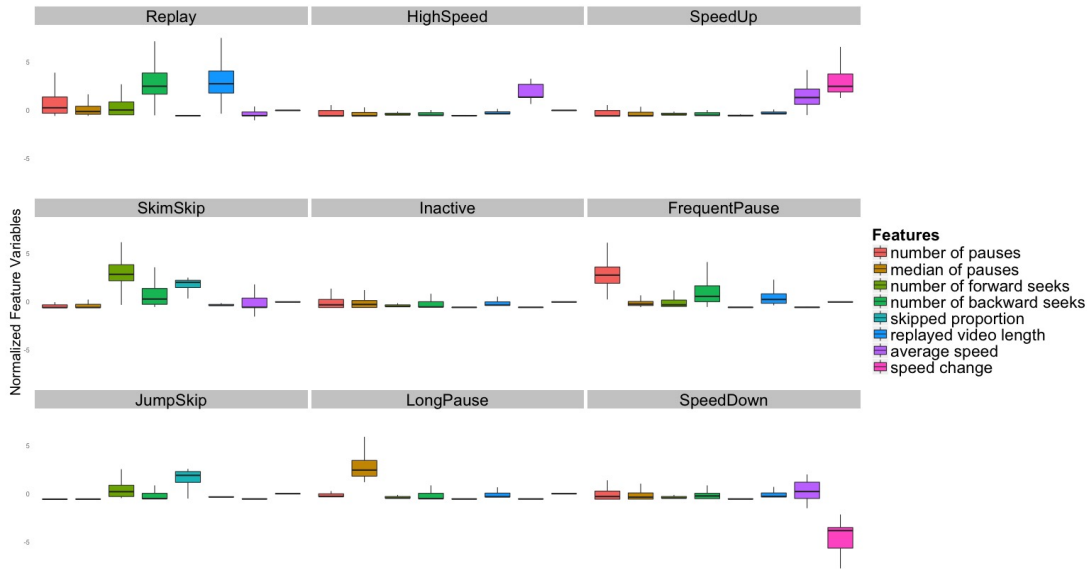 Replay
HighSpeed
SpeedUp
5
0
-5
SkimSkip
Inactive
FrequentPause
5
0
-5
JumpSkip
LongPause
SpeedDown
5
0
-5
Normalized Feature Variables
Features
number of pauses
median of pauses
number of forward seeks
number of backward seeks
skipped proportion
replayed video length
average speed
speed change